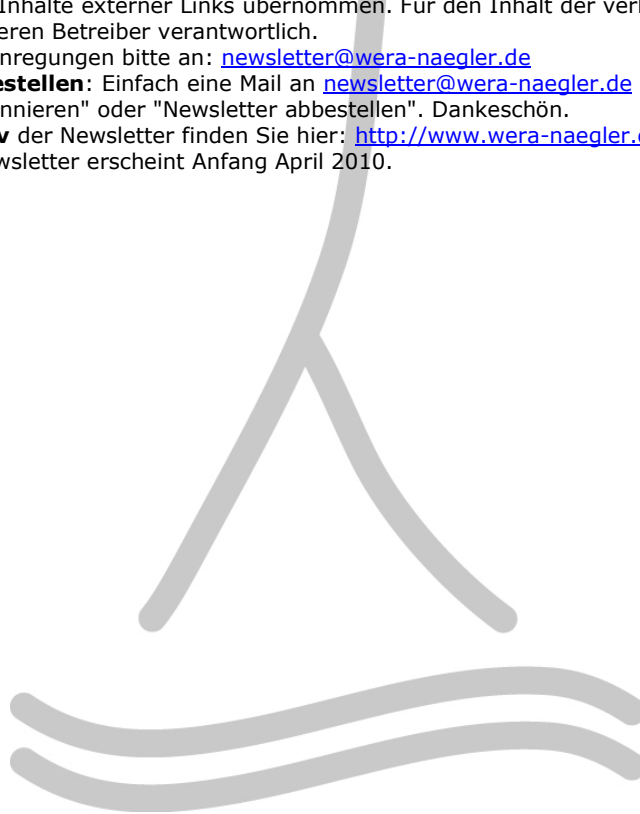 Inhalte externer Links übernommen. Für den Inhalt der
eren Betreiber verantwortlich.
nregungen bitte an: newsletter@wera-naegler.de
estellen: Einfach eine Mail an newsletter@wera-naegler.de
nnieren" oder "Newsletter abbestellen". Dankeschön.
v der Newsletter finden Sie hier: http://www.wera-naegler.
wsletter erscheint Anfang April 2010.